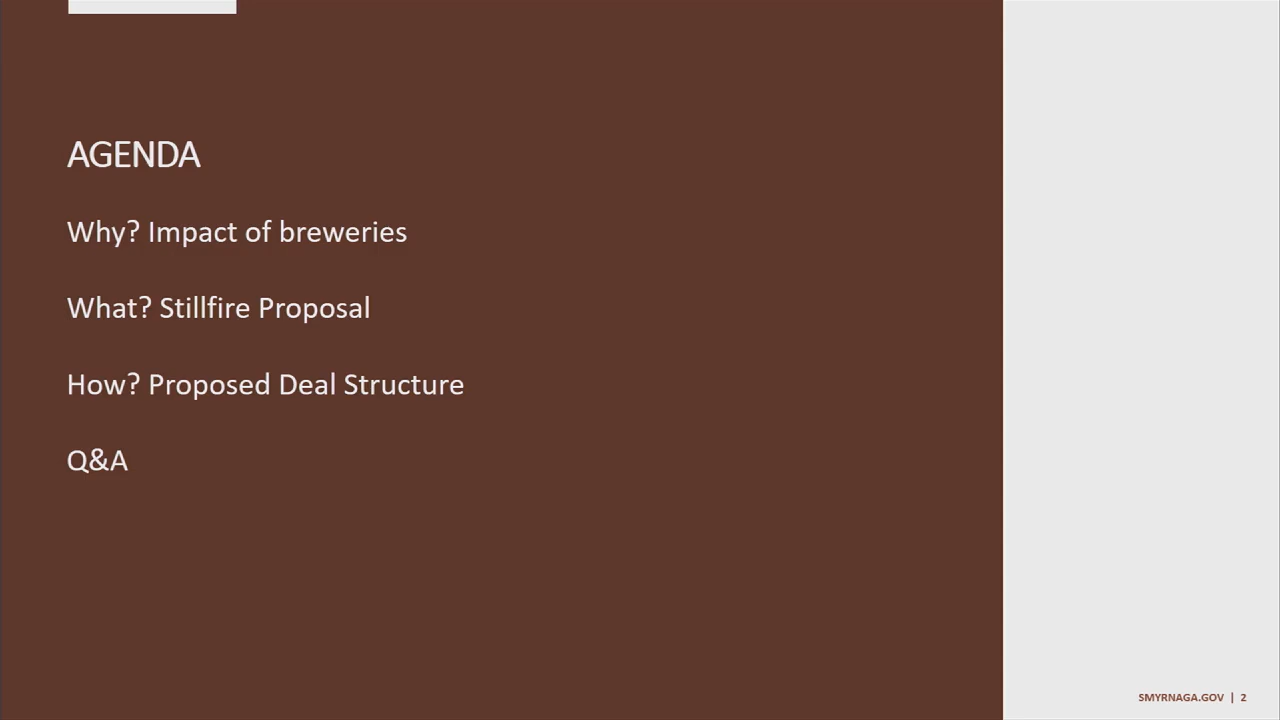 AGENDA
Why? Impact of breweries
What? Stillfire Proposal
How? Proposed Deal Structure
Q&A
SMYRNAGA.GOV | 2